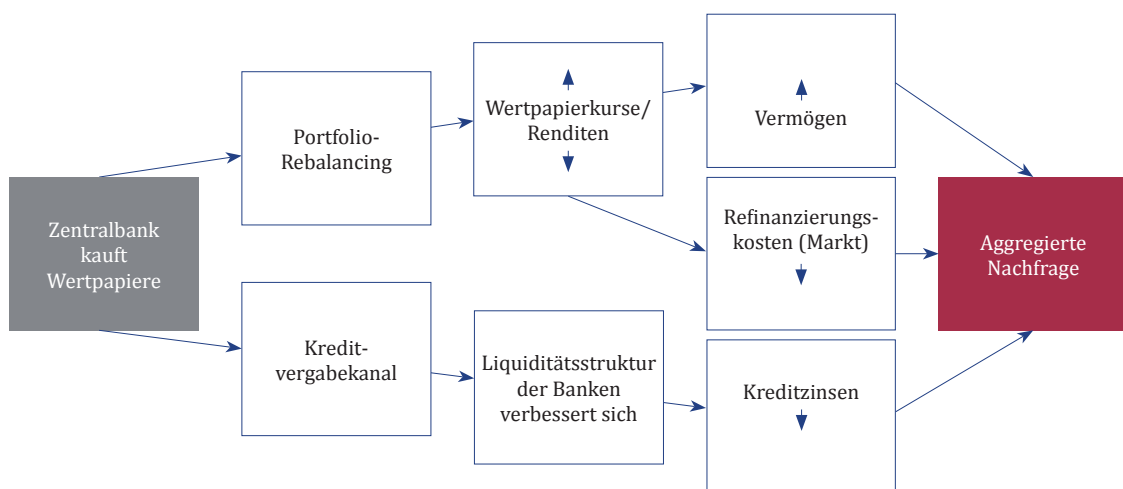 Zentralbank
kauft
Wertpapiere
Portfolio-
Rebalancing
Wertpapierkurse/
Renditen
Vermögen
Refinanzierungs-
kosten (Markt)
Kredit-
vergabekanal
Liquiditätsstruktur
der Banken
verbessert sich
Kreditzinsen
Aggregierte
Nachfrage